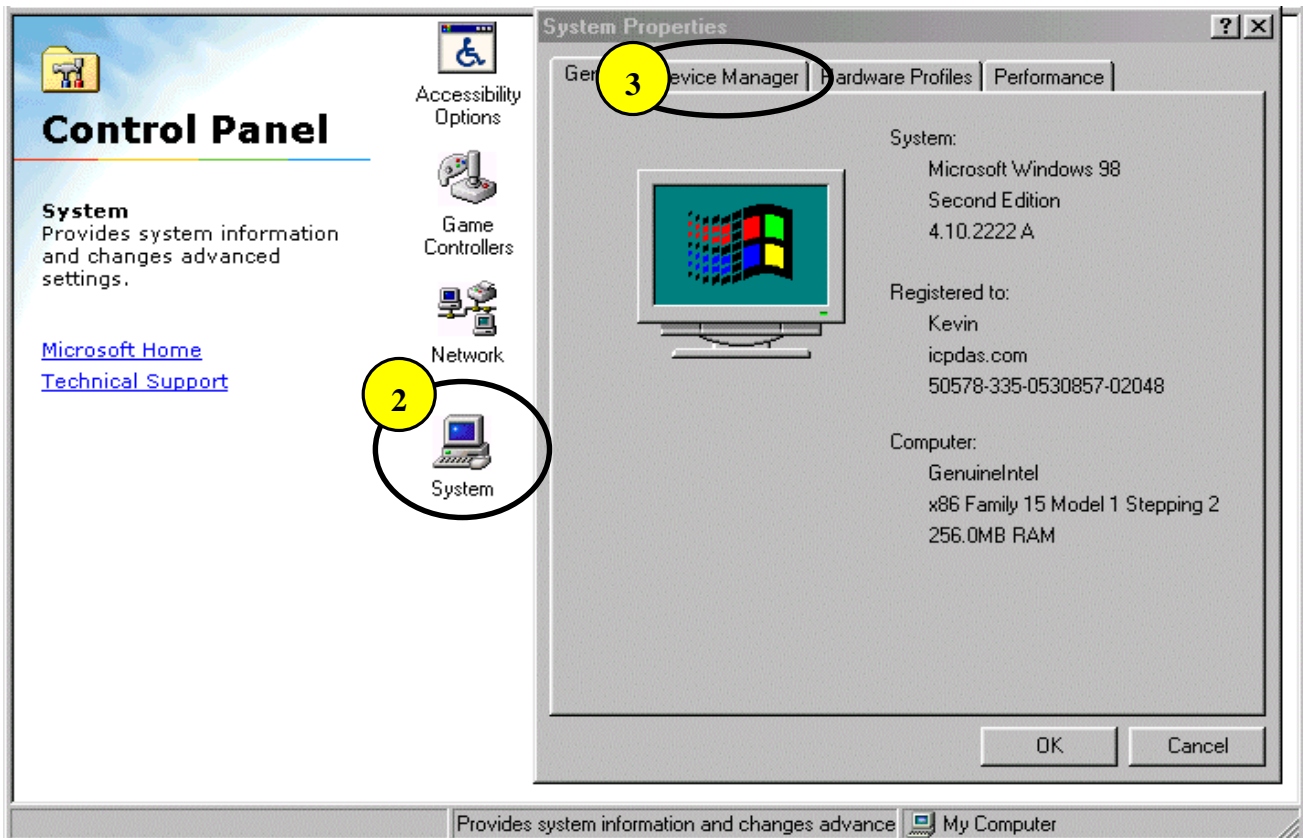 Control Panel
System
Provides system information
and changes advanced
settings.
Microsoft Home
Technical Support
Accessibility
Options
Game
Controllers
Network
2
System
System Properties
? X
3
Device Manager
Hardware Profiles
Performance
System:
Microsoft Windows 98
Second Edition
4.10.2222 A
Registered to:
Kevin
icpdas.com
50578-335-0530857-02048
Computer:
GenuineIntel
x86 Family 15 Model 1 Stepping 2
256.0MB RAM
OK
Cancel
Provides system information and changes advance
My Computer